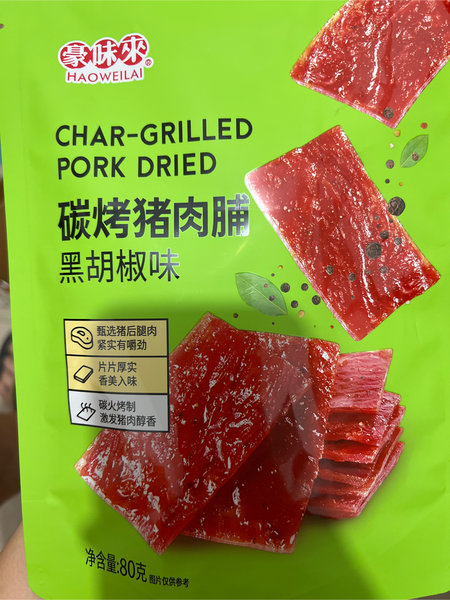 豪味來®
HAOWEILAI
CHAR-GRILLED
PORK DRIED
碳烤猪肉脯
黑胡椒味
甄选猪后腿肉
紧实有嚼劲
片片厚实
香美入味
碳火烤制
激发猪肉醇香
净含量:80克
图片仅供参考